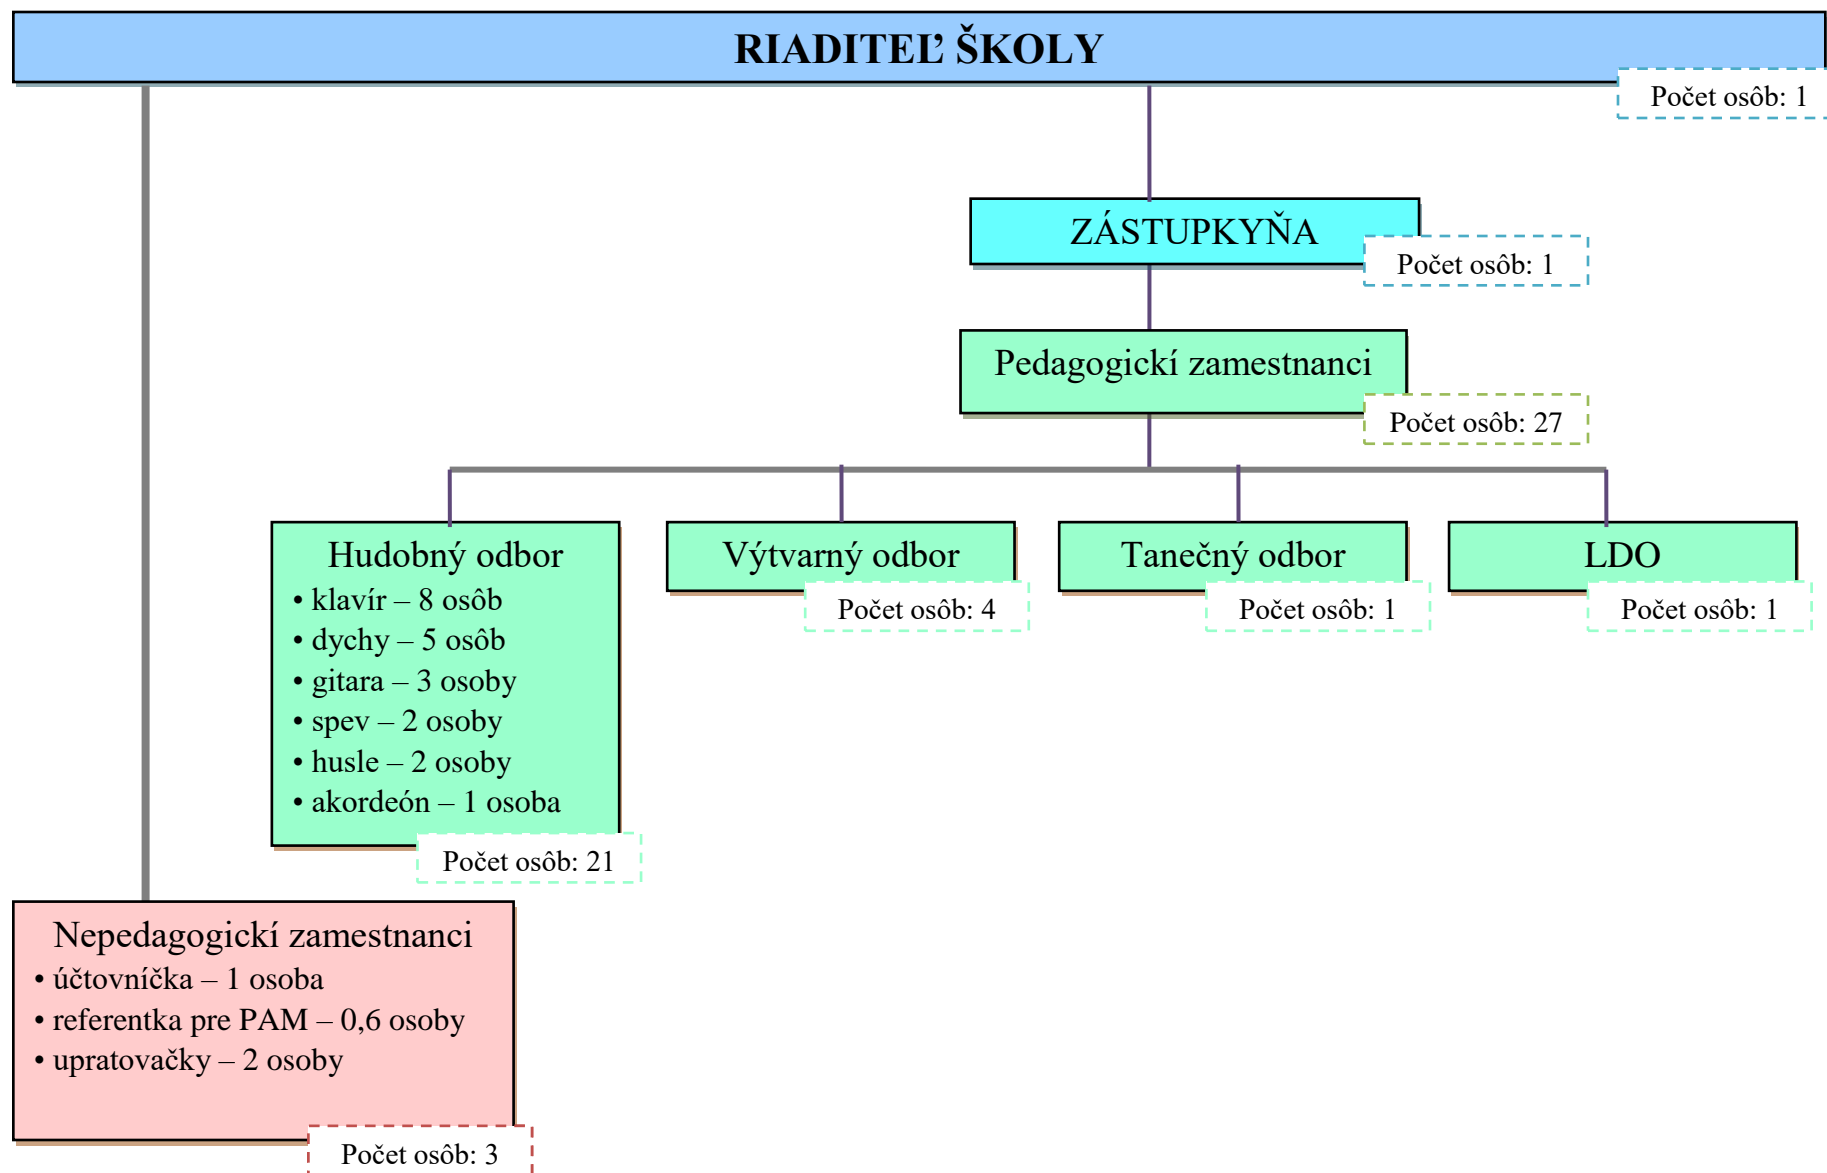 RIADITEĽ ŠKOLY
Počet osôb: 1
ZÁSTUPKYŇA
Počet osôb: 1
Pedagogickí zamestnanci
Počet osôb: 27
Hudobný odbor
• klavír – 8 osôb
• dychy – 5 osôb
• gitara – 3 osoby
• spev – 2 osoby
• husle – 2 osoby
• akordeón – 1 osoba
Počet osôb: 21
Výtvarný odbor
Počet osôb: 4
Tanečný odbor
Počet osôb: 1
LDO
Počet osôb: 1
Nepedagogickí zamestnanci
• účtovníčka – 1 osoba
• referentka pre PAM – 0,6 osoby
• upratovačky – 2 osoby
Počet osôb: 3